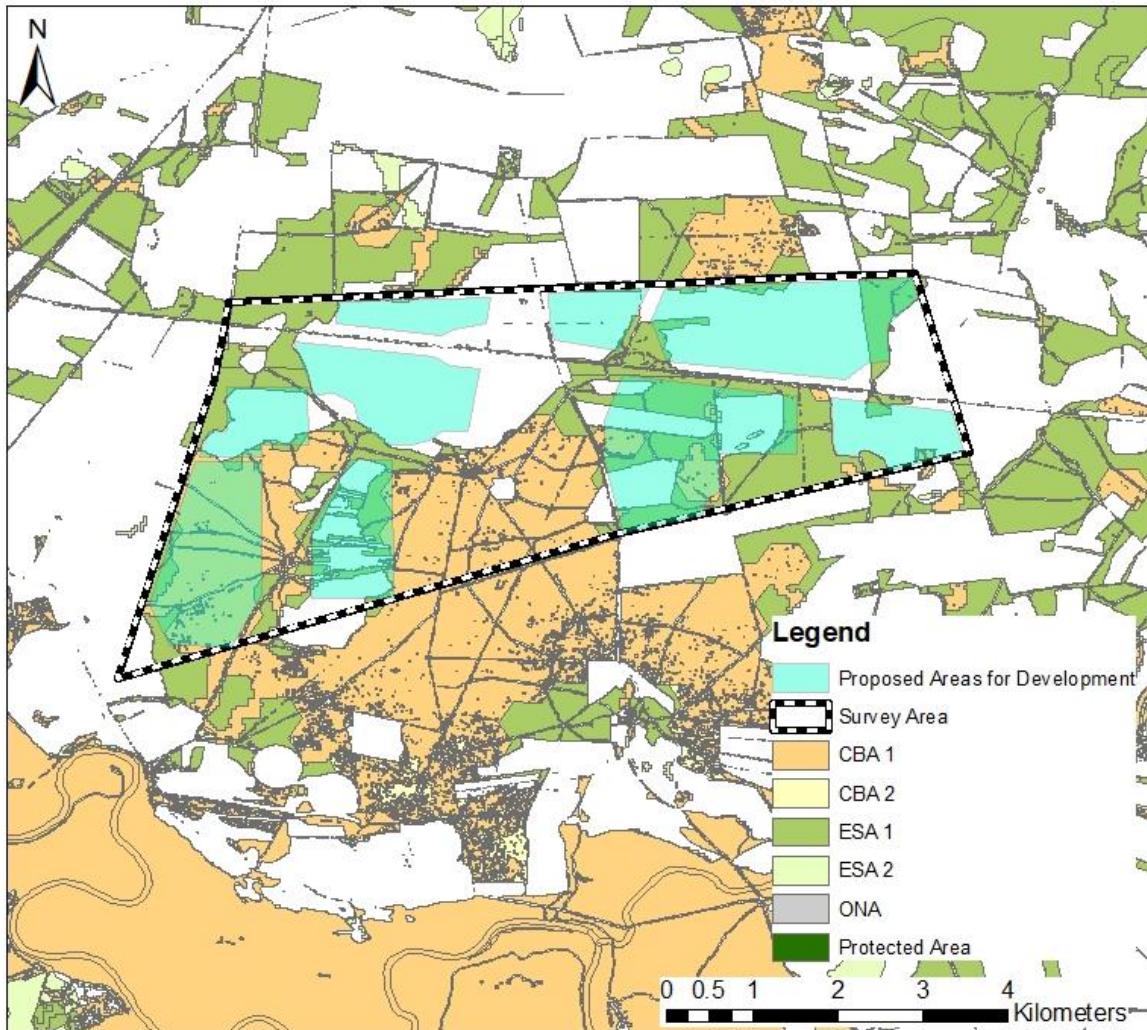 N
Legend
Proposed Areas for Development
Survey Area
CBA 1
CBA 2
ESA 1
ESA 2
ONA
Protected Area
0 0.5 1 2 3 4
Kilometers